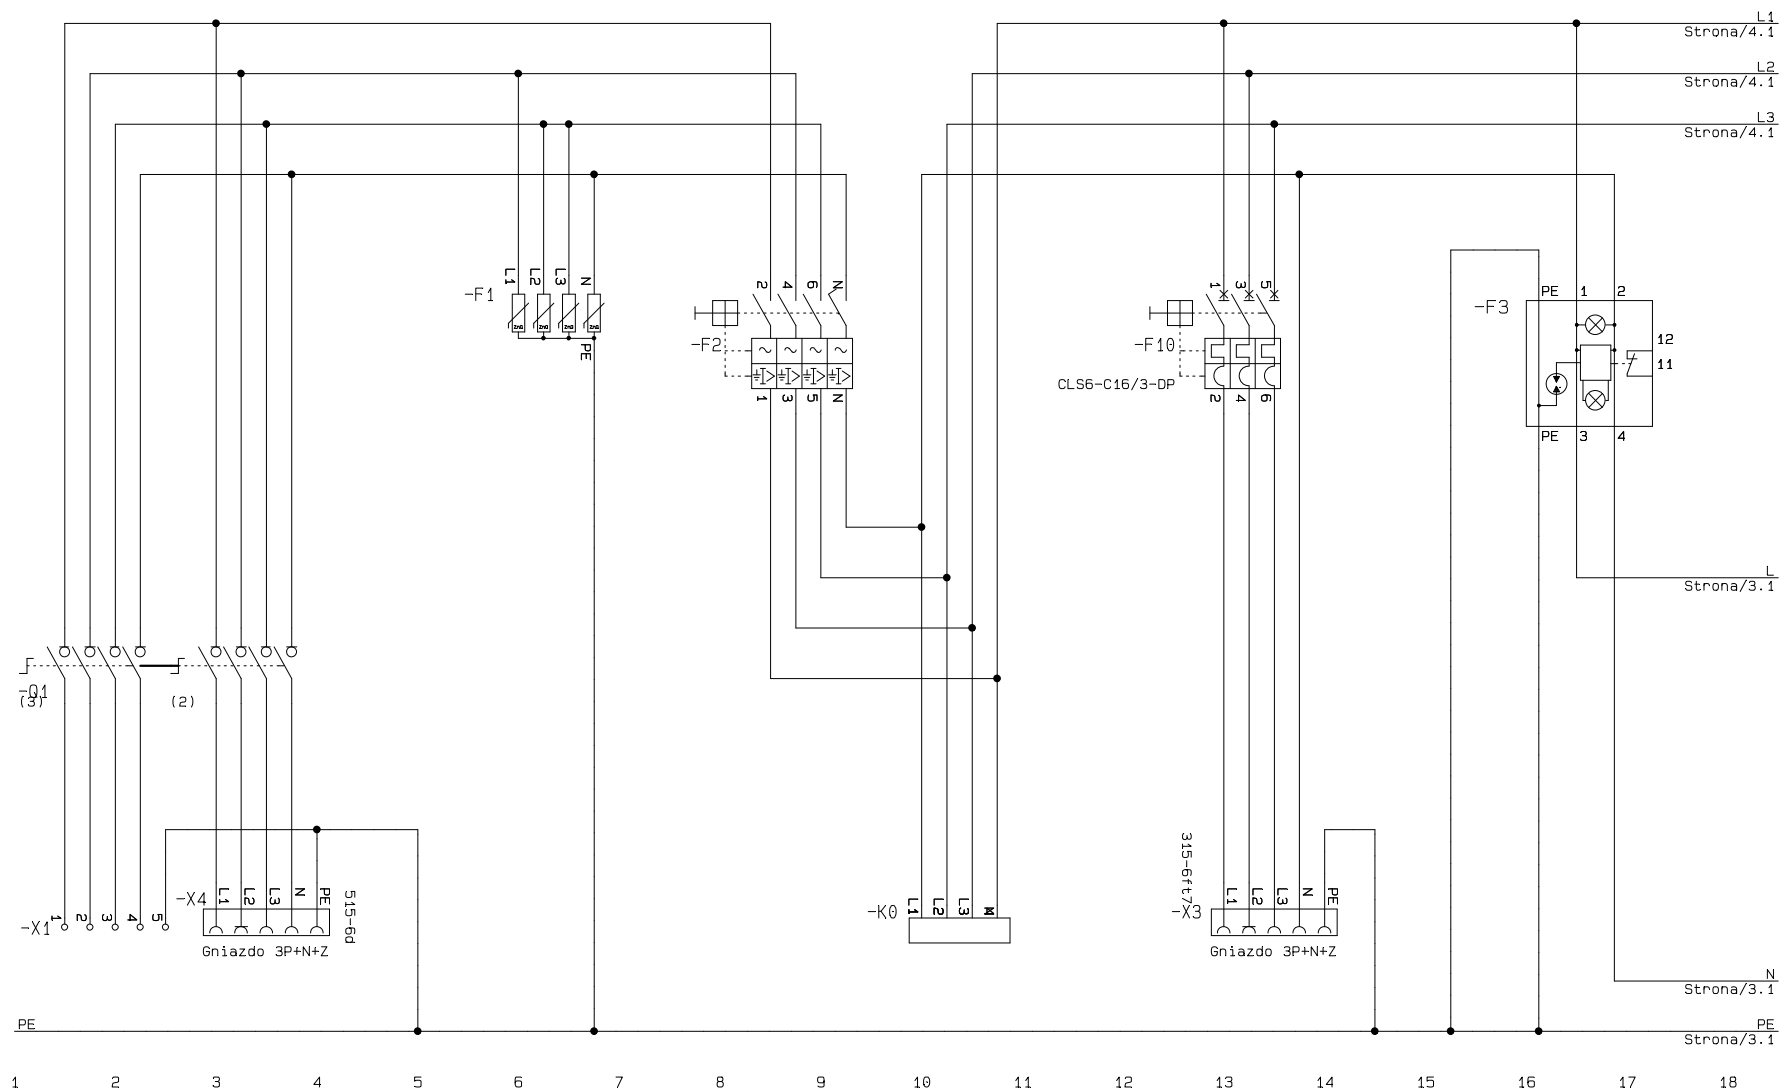 L1
Strona/4.1
L2
Strona/4.1
L3
Strona/4.1
L1
L2
L3
N
-F1
ZnO
ZnO
ZnO
ZnO
PE
2
4
6
N
-F2
1
3
5
N
1
3
5
-F10
CLS6-C16/3-DP
2
4
6
PE
1
2
-F3
12
11
PE
3
4
L
Strona/3.1
-Q1
(3)
(2)
-X1
1
2
3
4
5
-X4
L1
L2
L3
N
PE
515-6d
Gniazdo 3P+N+Z
-K0
L1
L2
L3
315-6ft7
-X3
L1
L2
L3
N
PE
Gniazdo 3P+N+Z
N
Strona/3.1
PE
PE
Strona/3.1
1
2
3
4
5
6
7
8
9
10
11
12
13
14
15
16
17
18